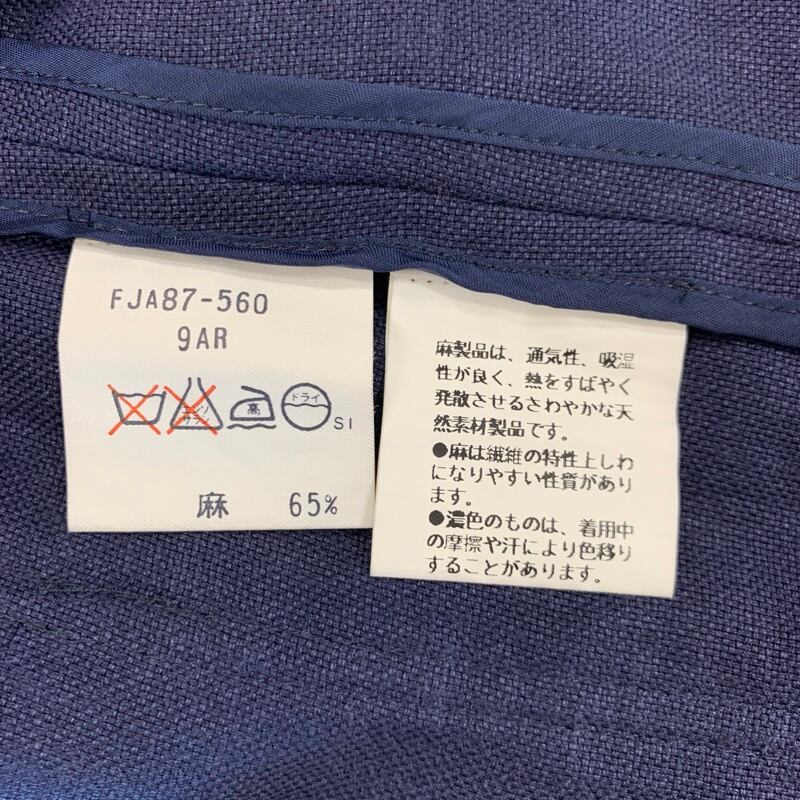 FJA87-560
9AR
エンソ
サラシ
高
ドライ
SI
麻 65%
麻製品は、通気性、吸湿
性が良く、熱をすばやく
発散させるさわやかな天
然素材製品です。
●麻は繊維の特性上しわ
になりやすい性質があり
ます。
●濃色のものは、着用中
の摩擦や汗により色移り
することがあります。